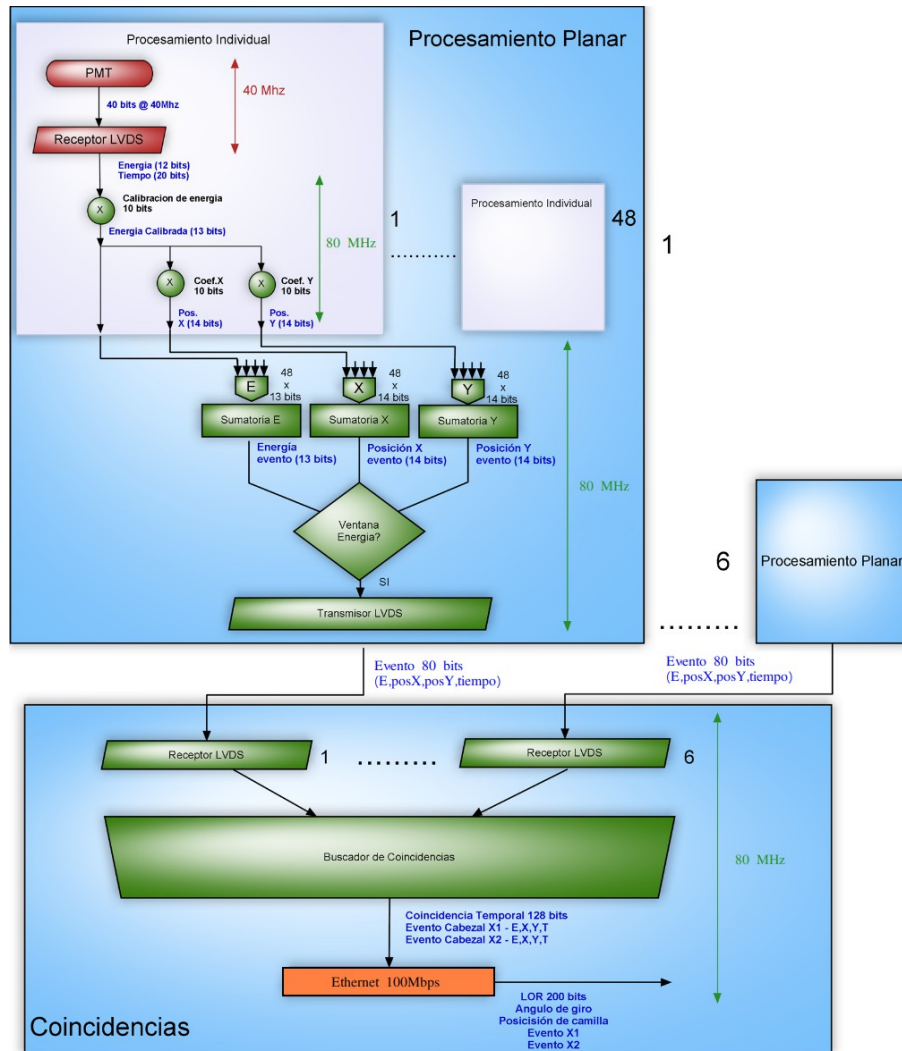 Procesamiento Planar
Procesamiento Individual
PMT
40 bits @ 40Mhz
40 Mhz
Receptor LVDS
Energia (12 bits)
Tiempo (20 bits)
X
Calibracion de energia
10 bits
Energia Calibrada (13 bits)
X
Coef.X
10 bits
X
Coef. Y
10 bits
Pos.
X (14 bits)
Pos.
Y (14 bits)
80 MHz
1
.............
Procesamiento Individual
48
1
E
48
x
13 bits
X
48
x
14 bits
Y
48
x
14 bits
Sumatoria E
Sumatoria X
Sumatoria Y
Energía
evento (13 bits)
Posición X
evento (14 bits)
Posición Y
evento (14 bits)
80 MHz
Ventana
Energia?
SI
Transmisor LVDS
.........
6
Procesamiento Planar
Evento 80 bits
(E,posX,posY,tiempo)
Evento 80 bits
(E,posX,posY,tiempo)
Receptor LVDS
1
.........
Receptor LVDS
6
Buscador de Coincidencias
80 MHz
Coincidencia Temporal 128 bits
Evento Cabezal X1 - E,X,Y,T
Evento Cabezal X2 - E,X,Y,T
Ethernet 100Mbps
LOR 200 bits
Angulo de giro
Posicisión de camilla
Evento X1
Evento X2
Coincidencias